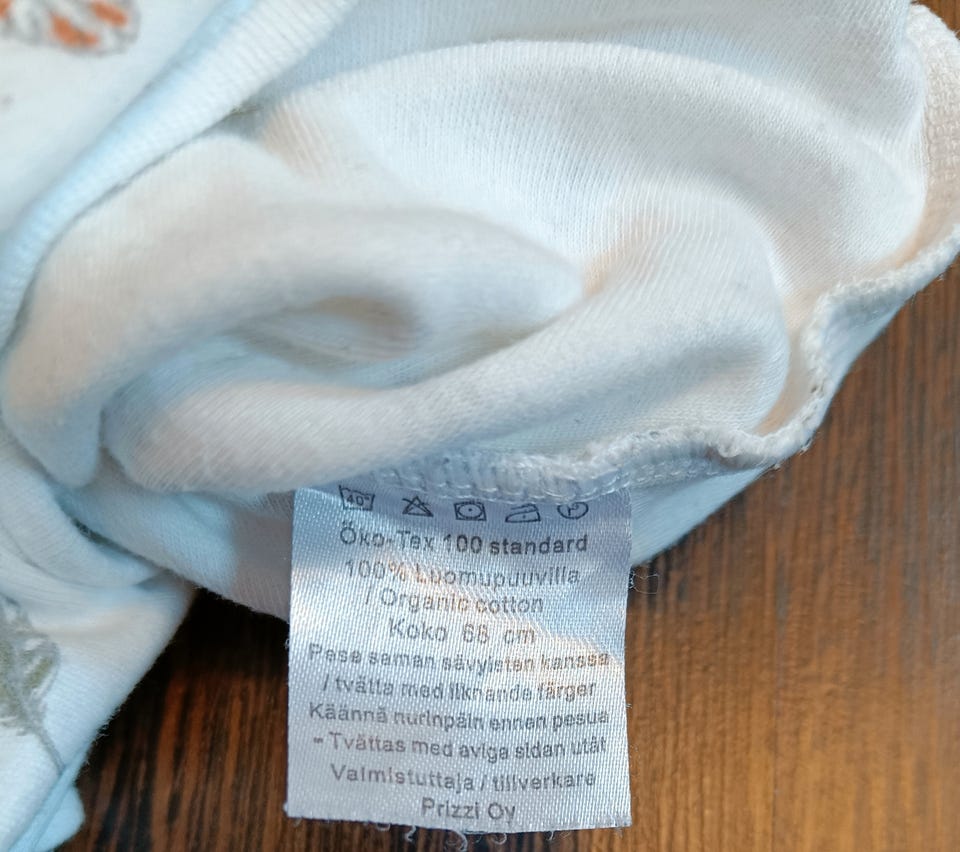 40°
P
Öko-Tex 100 standard
100% Luomupuuvilla
/ Organic cotton
Koko 68 cm
Pese saman sävyisten kanssa
/ tvätta med liknande färger
Käännä nurinpäin ennen pesua
- Tvättas med aviga sidan utåt
Valmistuttaja / tillverkare
Prizzi Oy